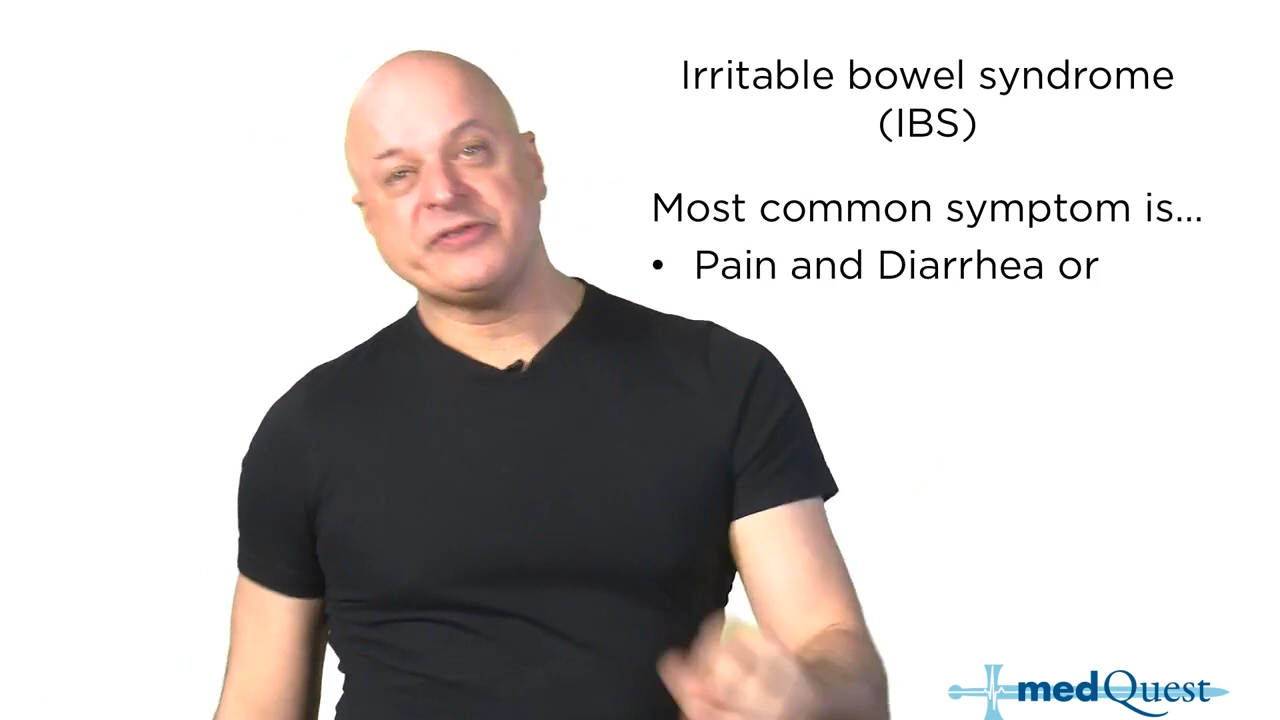 Irritable bowel syndrome
(IBS)
Most common symptom is...
• Pain and Diarrhea or
medQuest